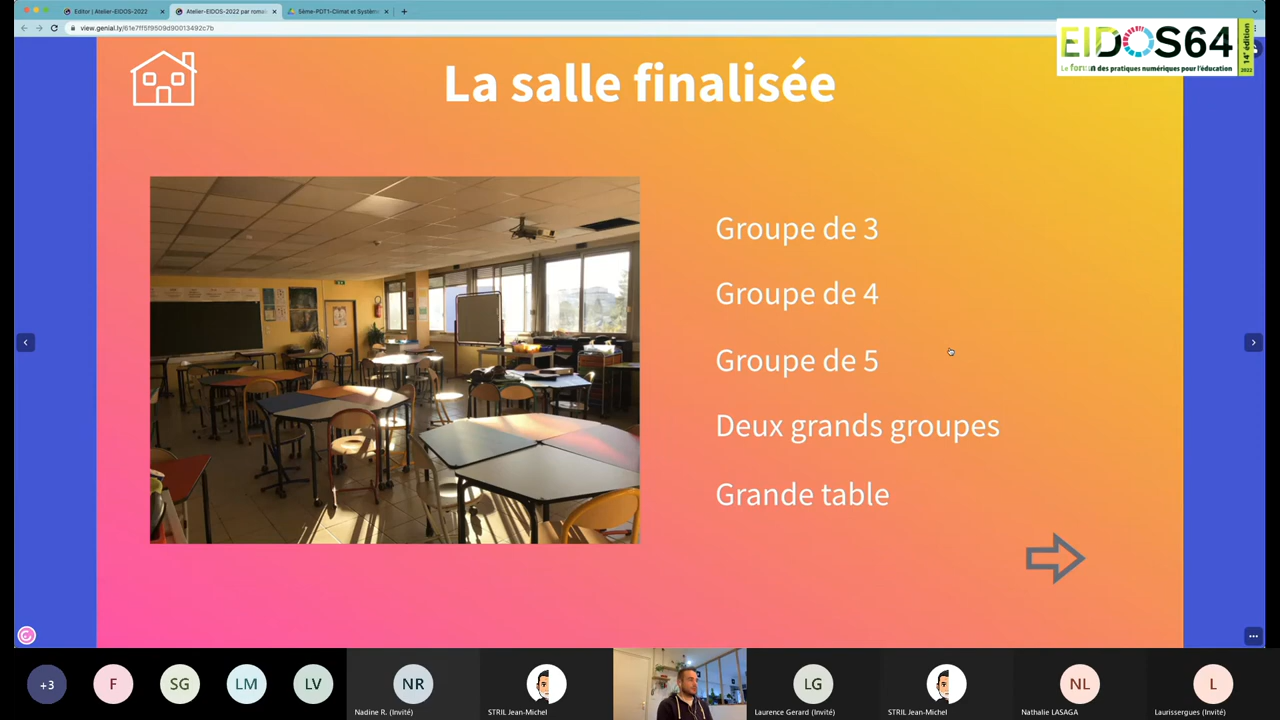 Editor | Atelier-EIDOS-2022
Atelier-EIDOS-2022 par romai
5ème-PDT1-Climat et Système
view.genial.ly/61e7ff5f9509d90013492c7b
EIDOS64
Le forum des pratiques numériques pour l'éducation
14e édition
2022
La salle finalisée
Groupe de 3
Groupe de 4
Groupe de 5
Deux grands groupes
Grande table
+3
F
SG
LM
LV
NR
LG
NL
L
Nadine R. (Invité)
STRIL Jean-Michel
Laurence Gerard (Invité)
STRIL Jean-Michel
Nathalie LASAGA
Laurissergues (Invité)